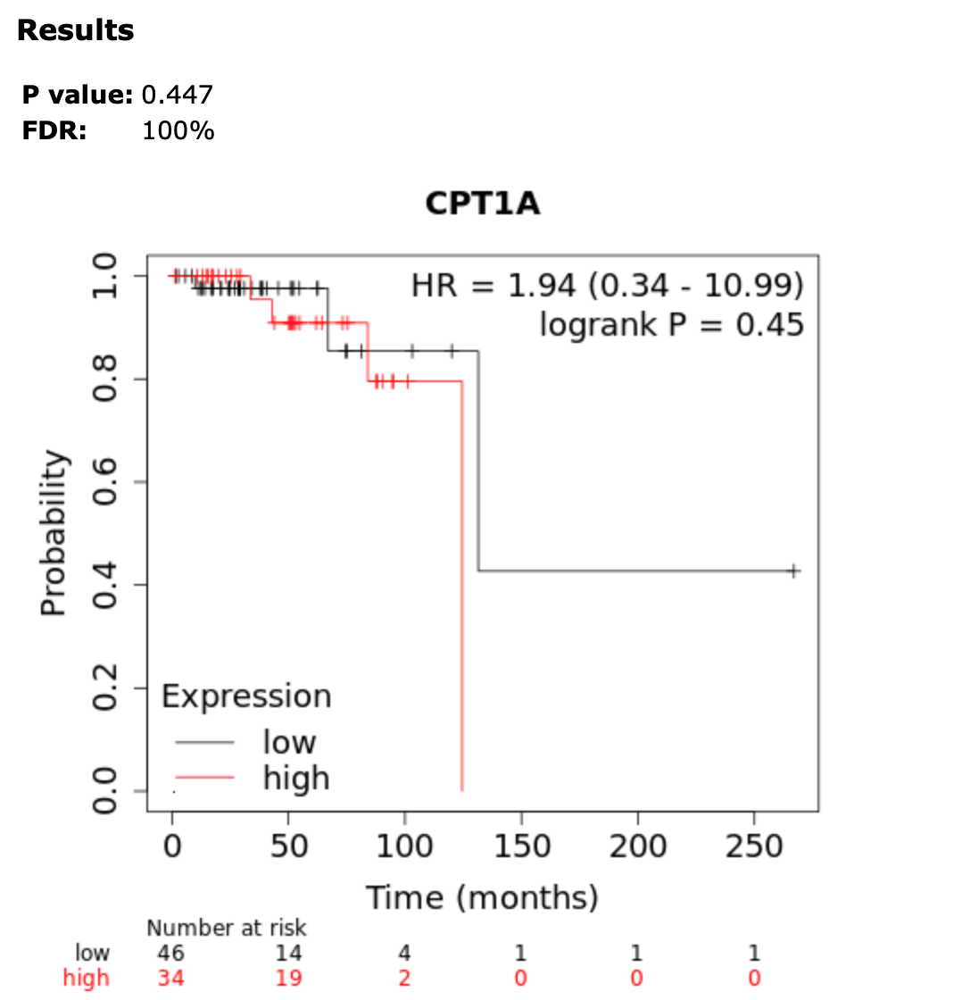 Results
P value: 0.447
FDR: 100%
CPT1A
HR = 1.94 (0.34 - 10.99)
logrank P = 0.45
1.0
0.8
0.6
0.4
0.2
0.0
Probability
Expression
low
high
0 50 100 150 200 250
Time (months)
Number at risk
low 46 14 4 1 1 1
high 34 19 2 0 0 0